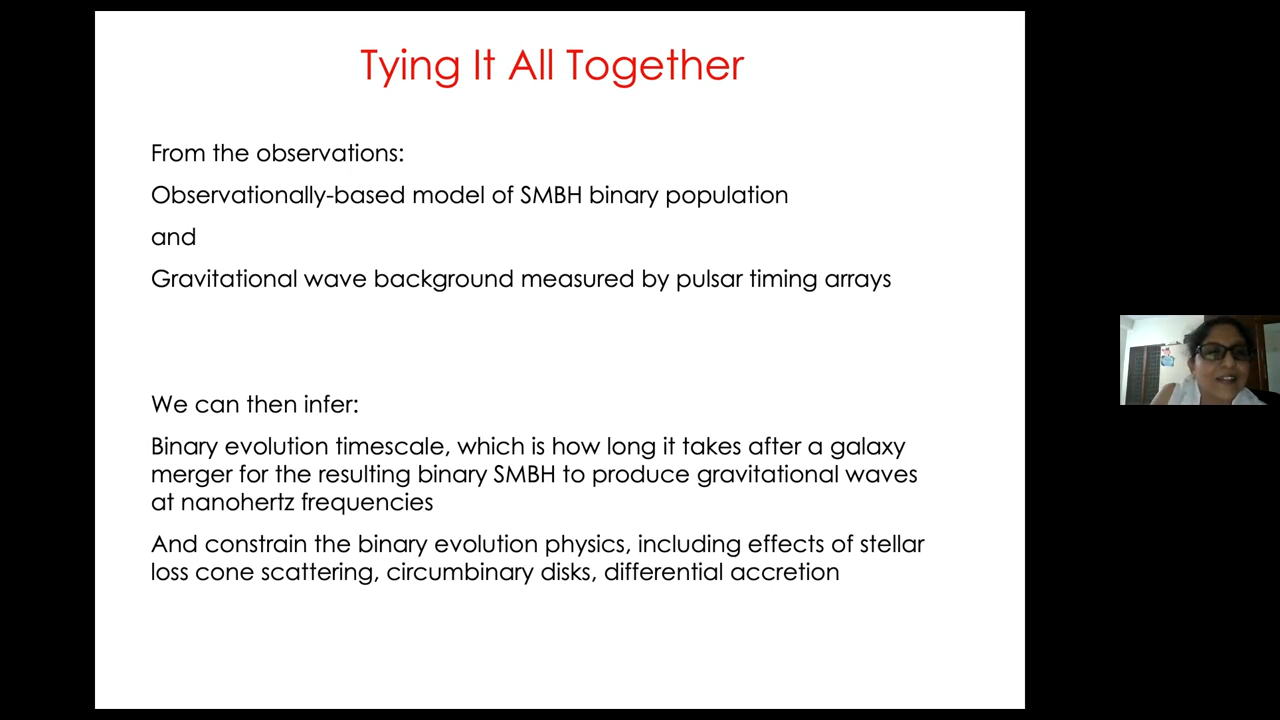 Tying It All Together
From the observations:
Observationally-based model of SMBH binary population
and
Gravitational wave background measured by pulsar timing arrays
We can then infer:
Binary evolution timescale, which is how long it takes after a galaxy
merger for the resulting binary SMBH to produce gravitational waves
at nanohertz frequencies
And constrain the binary evolution physics, including effects of stellar
loss cone scattering, circumbinary disks, differential accretion